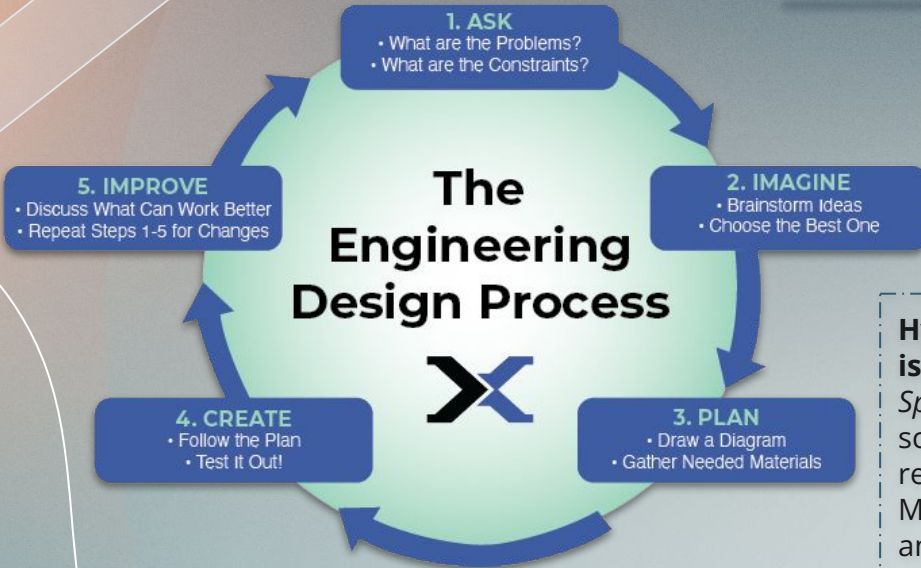 1. ASK
• What are the Problems?
• What are the Constraints?
2. IMAGINE
• Brainstorm Ideas
• Choose the Best One
3. PLAN
• Draw a Diagram
• Gather Needed Materials
4. CREATE
• Follow the Plan
• Test It Out!
5. IMPROVE
• Discuss What Can Work Better
• Repeat Steps 1-5 for Changes
The
Engineering
Design Process